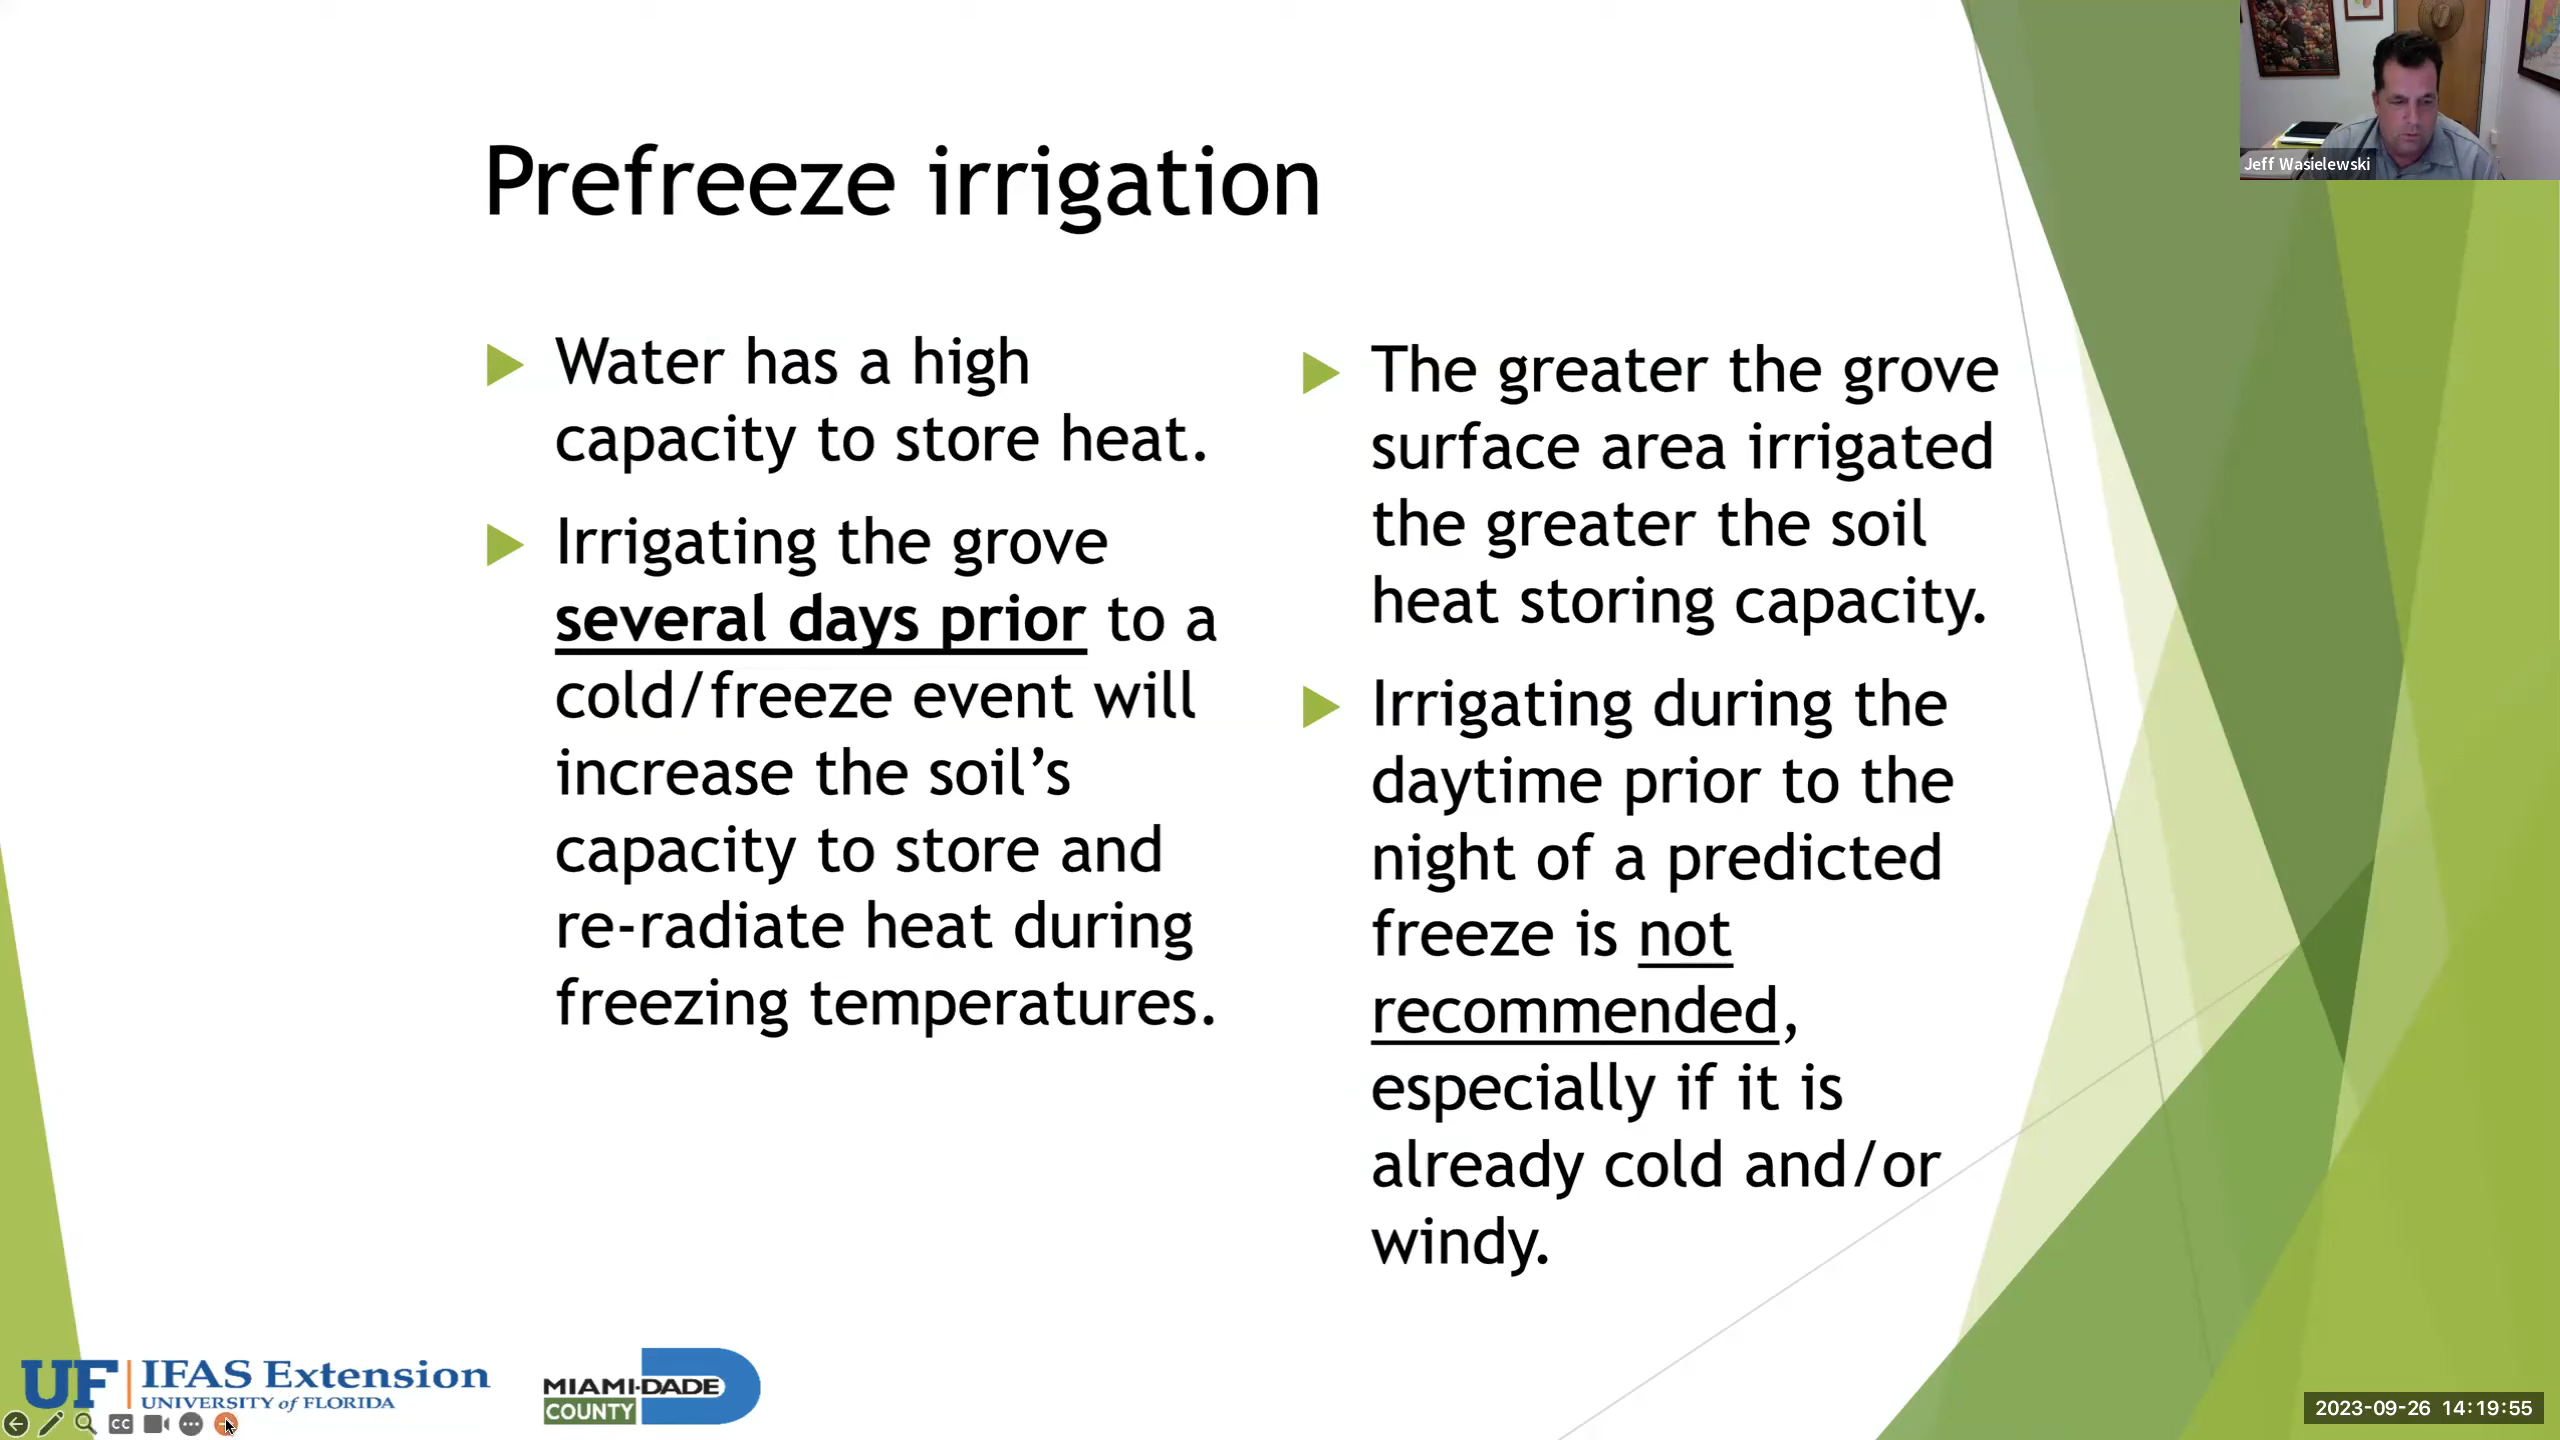 Prefreeze irrigation
Water has a high
capacity to store heat.
Irrigating the grove
several days prior to a
cold/freeze event will
increase the soil’s
capacity to store and
re-radiate heat during
freezing temperatures.
The greater the grove
surface area irrigated
the greater the soil
heat storing capacity.
Irrigating during the
daytime prior to the
night of a predicted
freeze is not
recommended,
especially if it is
already cold and/or
windy.
Jeff Wasielewski
UF IFAS Extension
UNIVERSITY of FLORIDA
MIAMI-DADE
COUNTY
CC
2023-09-26 14:19:55